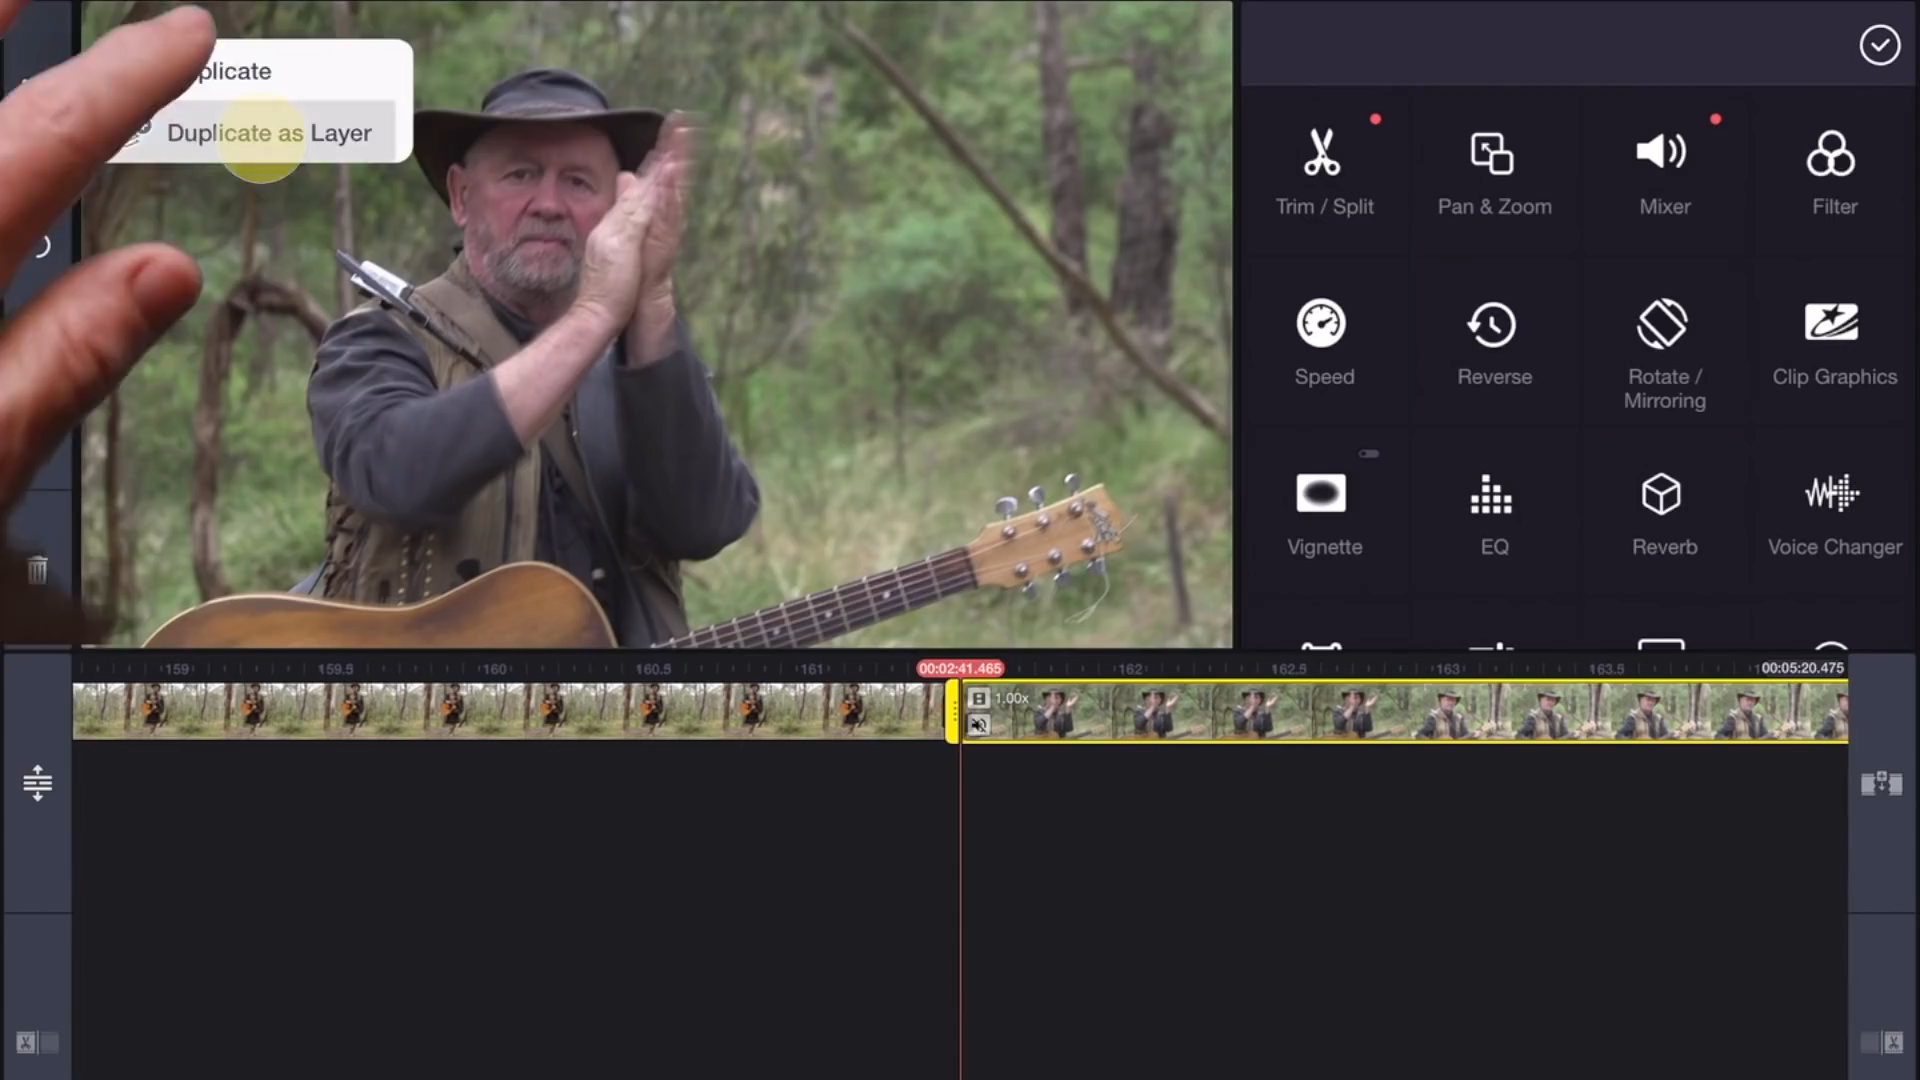 plicate
Duplicate as Layer
Trim / Split
Pan & Zoom
Mixer
Filter
Speed
Reverse
Rotate /
Mirroring
Clip Graphics
Vignette
EQ
Reverb
Voice Changer
159
159.5
160
160.5
161
00:02:41.465
162
162.5
163
163.5
00:05:20.475
1.00x